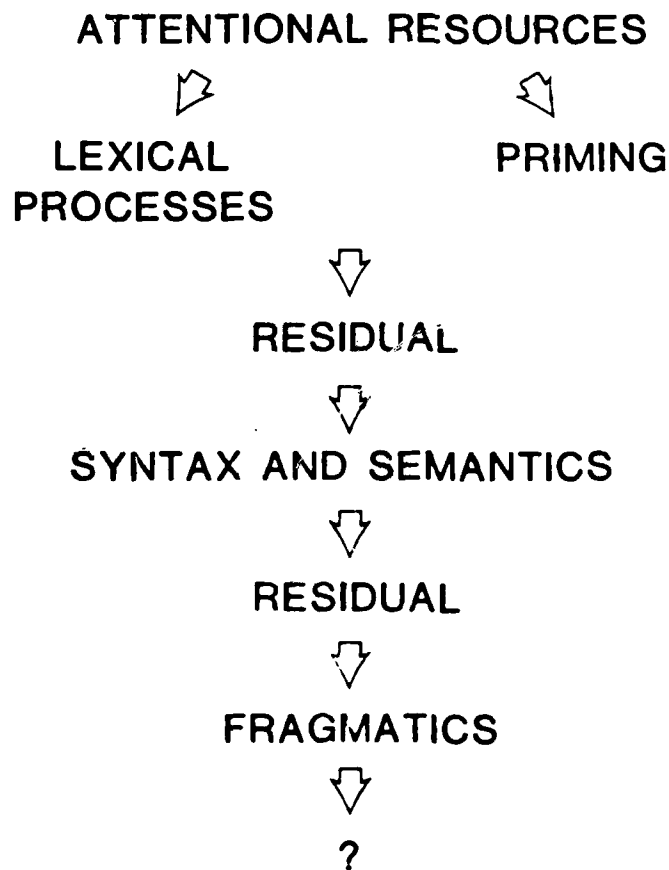 ATTENTIONAL RESOURCES
LEXICAL PRIMING
PROCESSES
RESIDUAL
SYNTAX AND SEMANTICS
RESIDUAL
FRAGMATICS
?